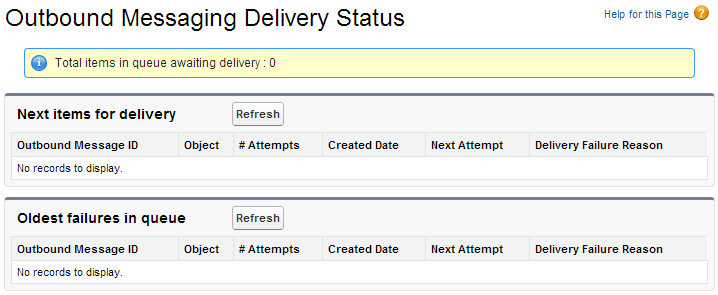 Outbound Messaging Delivery Status
Help for this Page ?
i Total items in queue awaiting delivery : 0
Next items for delivery Refresh
Outbound Message ID Object # Attempts Created Date Next Attempt Delivery Failure Reason
No records to display.
Oldest failures in queue Refresh
Outbound Message ID Object # Attempts Created Date Next Attempt Delivery Failure Reason
No records to display.